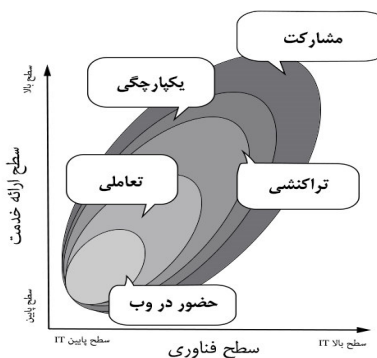 مشارکت
یکپارچگی
تعاملی
تراکنشی
حضور در وب
سطح بالا
سطح ارائه خدمت
سطح پایین
سطح پایین IT
سطح فناوری
سطح بالا IT